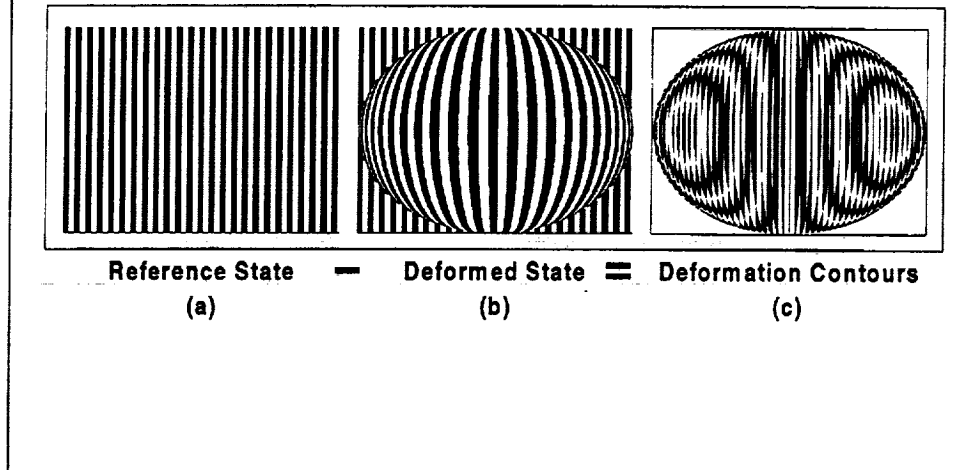 Reference State − Deformed State = Deformation Contours
(a) (b) (c)